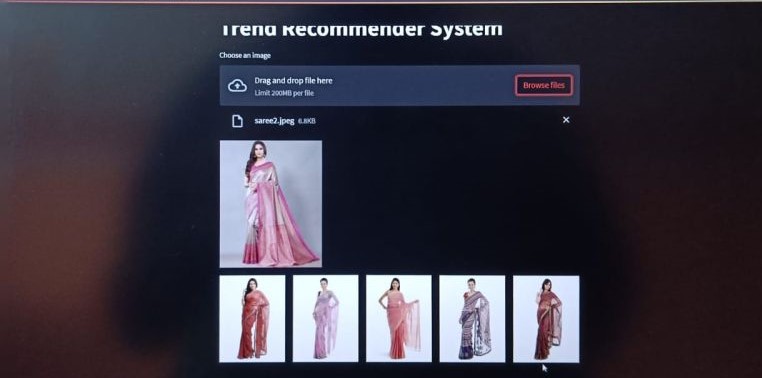 Trend Recommender System
Choose an image
Drag and drop file here
Limit 200MB per file
Browse files
saree2.jpeg 6.8KB